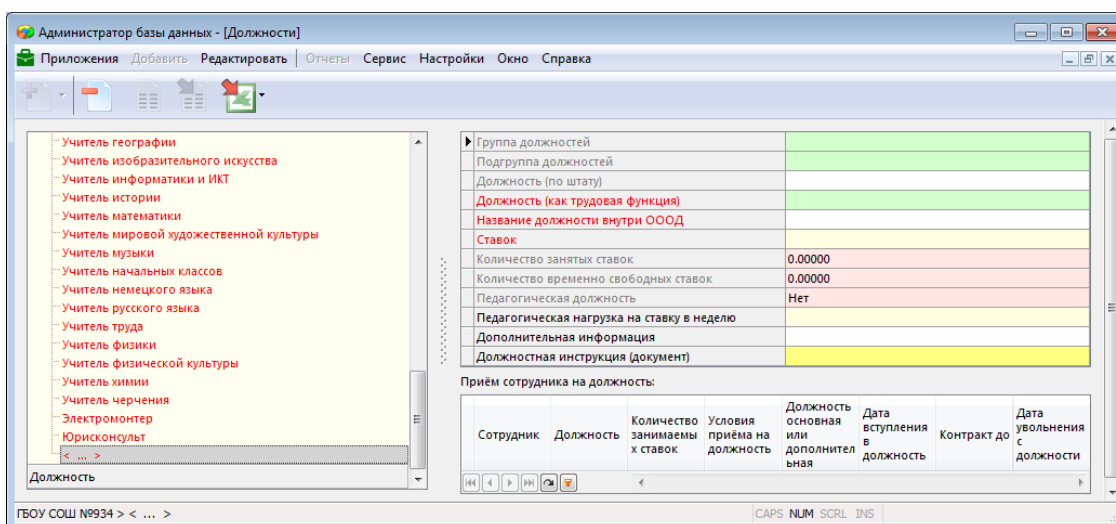 Администратор базы данных - [Должности]
Приложения Добавить Редактировать Отчеты Сервис Настройки Окно Справка
Учитель географии
Учитель изобразительного искусства
Учитель информатики и ИКТ
Учитель истории
Учитель математики
Учитель мировой художественной культуры
Учитель музыки
Учитель начальных классов
Учитель немецкого языка
Учитель русского языка
Учитель труда
Учитель физики
Учитель физической культуры
Учитель химии
Учитель черчения
Электромонтер
Юрисконсульт
< ... >
Должность
Группа должностей
Подгруппа должностей
Должность (по штату)
Должность (как трудовая функция)
Название должности внутри ОООД
Ставок
Количество занятых ставок 0.00000
Количество временно свободных ставок 0.00000
Педагогическая должность Нет
Педагогическая нагрузка на ставку в неделю
Дополнительная информация
Должностная инструкция (документ)
Приём сотрудника на должность:
Сотрудник
Должность
Количество
занимаемы
х ставок
Условия
приёма на
должность
Должность
основная
или
дополнител
ьная
Дата
вступления
в
должность
Контракт до
Дата
увольнения
с
должности
ГБОУ СОШ №934 > < ... >
CAPS NUM SCRL INS